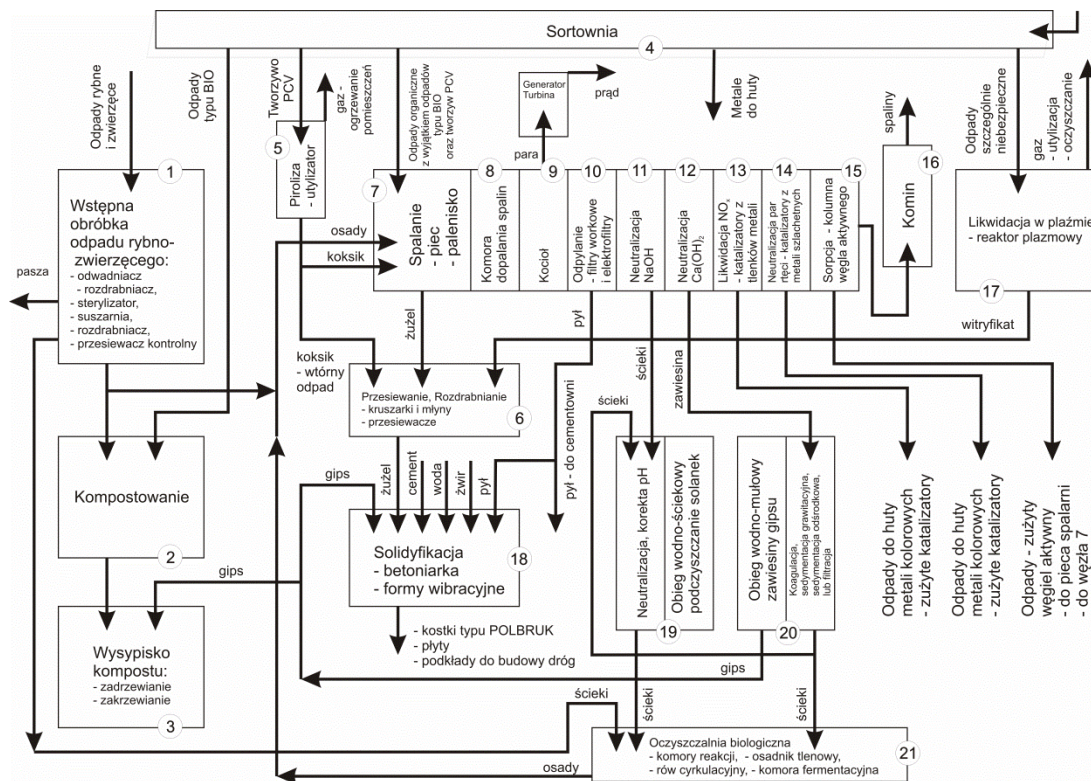 Sortownia
4
Odpady rybne
i zwierzęce
Odpady
typu BIO
Tworzywo
PCV
gaz -
ogrzewanie
pomieszczeń
Odpady organiczne
z wyjątkiem odpadów
typu BIO
oraz tworzyw PCV
Generator
Turbina
prąd
para
Metale
do huty
spaliny
Odpady
szczególnie
niebezpieczne
gaz
- utylizacja
- oczyszczanie
1
Wstępna
obróbka
odpadu rybno-
zwierzęcego:
- odwadniacz
- rozdrabniacz,
- sterylizator,
- suszarnia,
- rozdrabniacz,
- przesiewacz kontrolny
pasza
5
Piroliza
- utylizator
osady
koksik
7
Spalanie
- piec
- palenisko
8
Komora
dopalania spalin
9
Kocioł
10
Odpylanie
- filtry workowe
i elektrofiltry
11
Neutralizacja
NaOH
12
Neutralizacja
Ca(OH)₂
13
Likwidacja NOₓ
- katalizatory z
tlenków metali
14
Neutralizacja par
rtęci - katalizatory z
metali szlachetnych
15
Sorpcja - kolumna
węgla aktywnego
16
Komin
Likwidacja w plaźmie
- reaktor plazmowy
17
witryfikat
koksik
- wtórny
odpad
żużel
pył
ścieki
zawiesina
Przesiewanie, Rozdrabnianie
- kruszarki i młyny
- przesiewacze
6
ścieki
pył - do cementowni
Kompostowanie
2
gips
gips
żużel
cement
woda
żwir
pył
Solidyfikacja
- betoniarka
- formy wibracyjne
18
- kostki typu POLBRUK
- płyty
- podkłady do budowy dróg
Neutralizacja, korekta pH
Obieg wodno-ściekowy
podczyszczanie solanek
19
Obieg wodno-mułowy
zawiesiny gipsu
Koagulacja,
sedymentacja grawitacyjna,
sedymentacja odśrodkowa,
lub filtracja
20
Odpady do huty
metali kolorowych
- zużyte katalizatory
Odpady do huty
metali kolorowych
- zużyte katalizatory
Odpady - zużyty
węgiel aktywny
- do pieca spalarni
- do węzła 7
Wysypisko
kompostu:
- zadrzewianie
- zakrzewianie
3
gips
ścieki
ścieki
ścieki
osady
Oczyszczalnia biologiczna
- komory reakcji, - osadnik tlenowy,
- rów cyrkulacyjny, - komora fermentacyjna
21